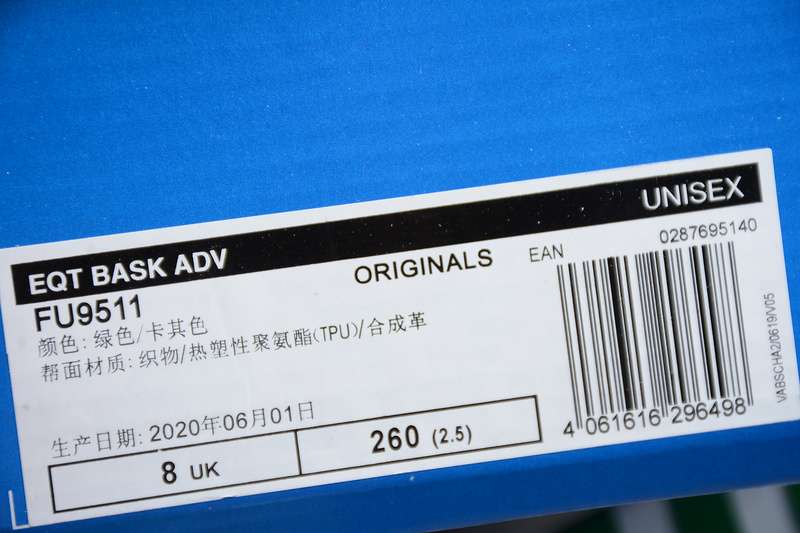 EQT BASK ADV UNISEX
FU9511 ORIGINALS EAN 0287695140
颜色: 绿色/卡其色
帮面材质: 织物/热塑性聚氨酯(TPU)/合成革
生产日期: 2020年06月01日
8 UK 260 (2.5)
4 061616 296498
VABSCHA2/0619/V05